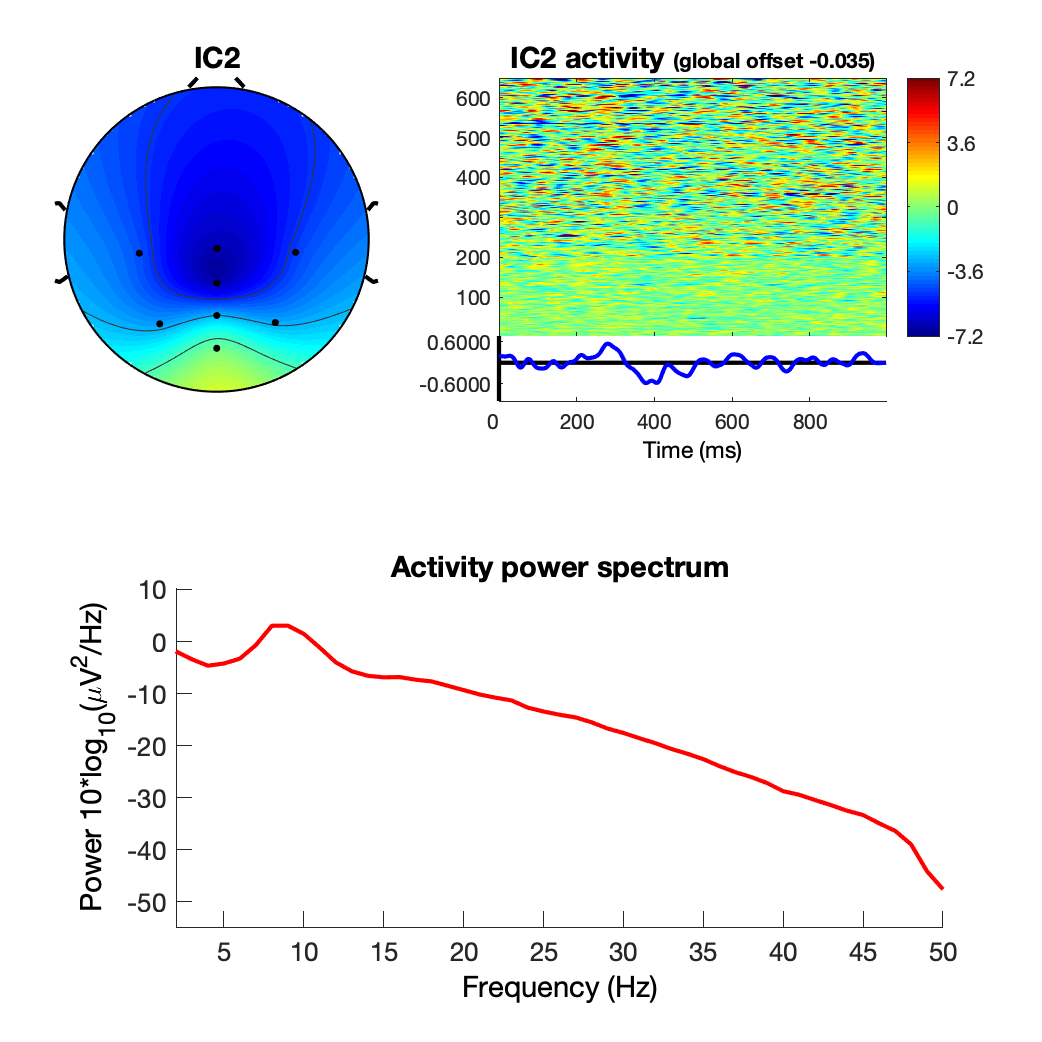 IC2
IC2 activity (global offset -0.035)
600
500
400
300
200
100
7.2
3.6
0
-3.6
-7.2
0.6000
-0.6000
0 200 400 600 800
Time (ms)
Activity power spectrum
Power 10*log10(μV2/Hz)
10
0
-10
-20
-30
-40
-50
5 10 15 20 25 30 35 40 45 50
Frequency (Hz)